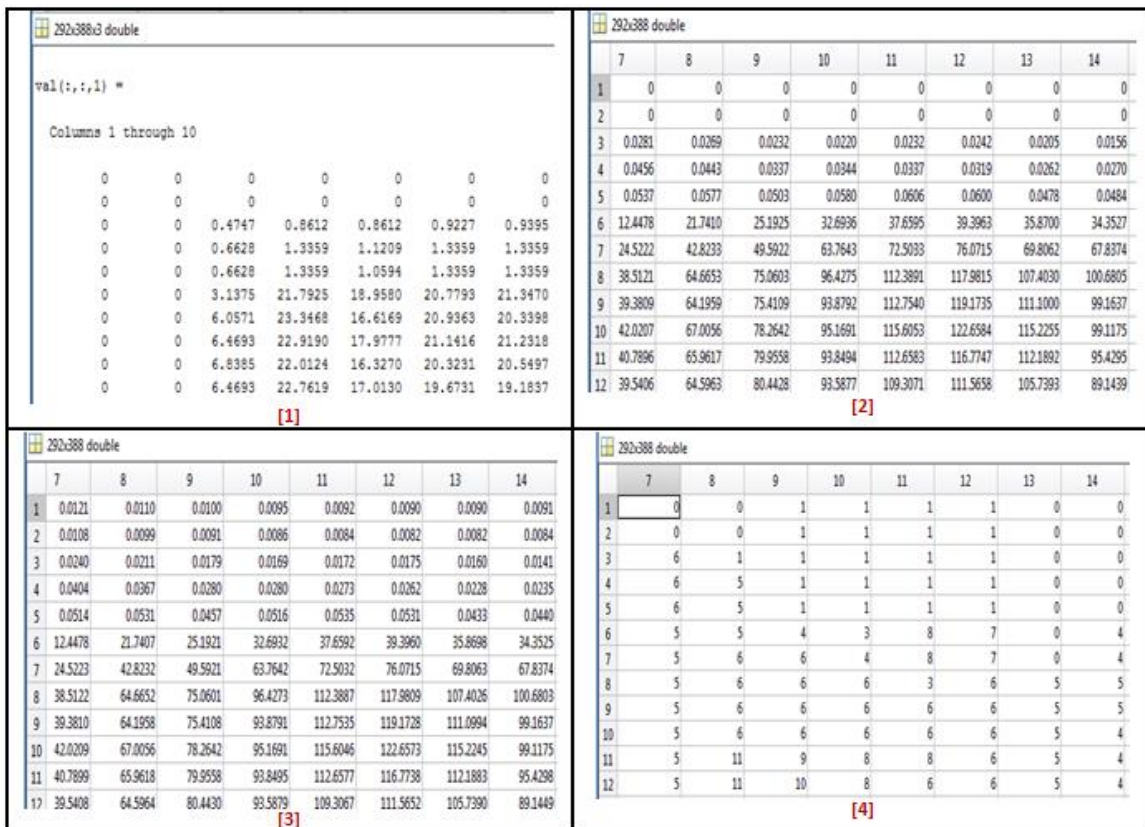 292x388x3 double
val(:,:,1) =
Columns 1 through 10
0 0 0 0 0 0 0
0 0 0 0 0 0 0
0 0 0.4747 0.8612 0.8612 0.9227 0.9395
0 0 0.6628 1.3359 1.1209 1.3359 1.3359
0 0 0.6628 1.3359 1.0594 1.3359 1.3359
0 0 3.1375 21.7925 18.9580 20.7793 21.3470
0 0 6.0571 23.3468 16.6169 20.9363 20.3398
0 0 6.4693 22.9190 17.9777 21.1416 21.2318
0 0 6.8385 22.0124 16.3270 20.3231 20.5497
0 0 6.4693 22.7619 17.0130 19.6731 19.1837
[1]
292x388 double
7 8 9 10 11 12 13 14
1 0 0 0 0 0 0 0 0
2 0 0 0 0 0 0 0 0
3 0.0281 0.0269 0.0232 0.0220 0.0232 0.0242 0.0205 0.0156
4 0.0456 0.0443 0.0337 0.0344 0.0337 0.0319 0.0262 0.0270
5 0.0537 0.0577 0.0503 0.0580 0.0606 0.0600 0.0478 0.0484
6 12.4478 21.7410 25.1925 32.6936 37.6595 39.3963 35.8700 34.3527
7 24.5222 42.8233 49.5922 63.7643 72.5033 76.0715 69.8062 67.8374
8 38.5121 64.6653 75.0603 96.4275 112.3891 117.9815 107.4030 100.6805
9 39.3809 64.1959 75.4109 93.8792 112.7540 119.1735 111.1000 99.1637
10 42.0207 67.0056 78.2642 95.1691 115.6053 122.6584 115.2255 99.1175
11 40.7896 65.9617 79.9558 93.8494 112.6583 116.7747 112.1892 95.4295
12 39.5406 64.5963 80.4428 93.5877 109.3071 111.5658 105.7393 89.1439
[2]
292x388 double
7 8 9 10 11 12 13 14
1 0.0121 0.0110 0.0100 0.0095 0.0092 0.0090 0.0090 0.0091
2 0.0108 0.0099 0.0091 0.0086 0.0084 0.0082 0.0082 0.0084
3 0.0240 0.0211 0.0179 0.0169 0.0172 0.0175 0.0160 0.0141
4 0.0404 0.0367 0.0280 0.0280 0.0273 0.0262 0.0228 0.0235
5 0.0514 0.0531 0.0457 0.0516 0.0535 0.0531 0.0433 0.0440
6 12.4478 21.7407 25.1921 32.6932 37.6592 39.3960 35.8698 34.3525
7 24.5223 42.8232 49.5921 63.7642 72.5032 76.0715 69.8063 67.8374
8 38.5122 64.6652 75.0601 96.4273 112.3887 117.9809 107.4026 100.6803
9 39.3810 64.1958 75.4108 93.8791 112.7535 119.1728 111.0994 99.1637
10 42.0209 67.0056 78.2642 95.1691 115.6046 122.6573 115.2245 99.1175
11 40.7899 65.9618 79.9558 93.8495 112.6577 116.7738 112.1883 95.4298
12 39.5408 64.5964 80.4430 93.5879 109.3067 111.5652 105.7390 89.1449
[3]
292x388 double
7 8 9 10 11 12 13 14
1 0 0 1 1 1 1 0 0
2 0 0 1 1 1 1 0 0
3 6 1 1 1 1 1 0 0
4 6 5 1 1 1 1 0 0
5 6 5 1 1 1 1 0 0
6 5 5 4 3 8 7 0 4
7 5 6 6 4 8 7 0 4
8 5 6 6 6 3 6 5 5
9 5 6 6 6 6 6 5 5
10 5 6 6 6 6 6 5 4
11 5 11 9 8 8 6 5 4
12 5 11 10 8 6 6 5 4
[4]